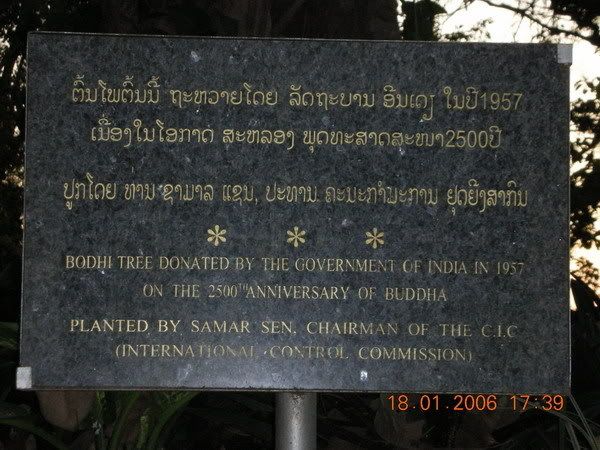 ຕົ້ນໂພຕົ້ນນີ້ ຖະຫວາຍໂດຍ ລັດຖະບານ ອິນເດຽ ໃນປີ1957
ເນື່ອງໃນໂອກາດ ສະຫລອງ ພຸດທະສາດສະໜາ2500ປີ
ປູກໂດຍ ທານ ຊາມາລ ແຊນ, ປະທານ ຄະນະກຳມະການ ຢຸດຍິງສາກົນ
* * *
BODHI TREE DONATED BY THE GOVERNMENT OF INDIA IN 1957
ON THE 2500TH ANNIVERSARY OF BUDDHA
PLANTED BY SAMAR SEN, CHAIRMAN OF THE C.I.C
(INTERNATIONAL CONTROL COMMISSION)
18.01.2006 17:39